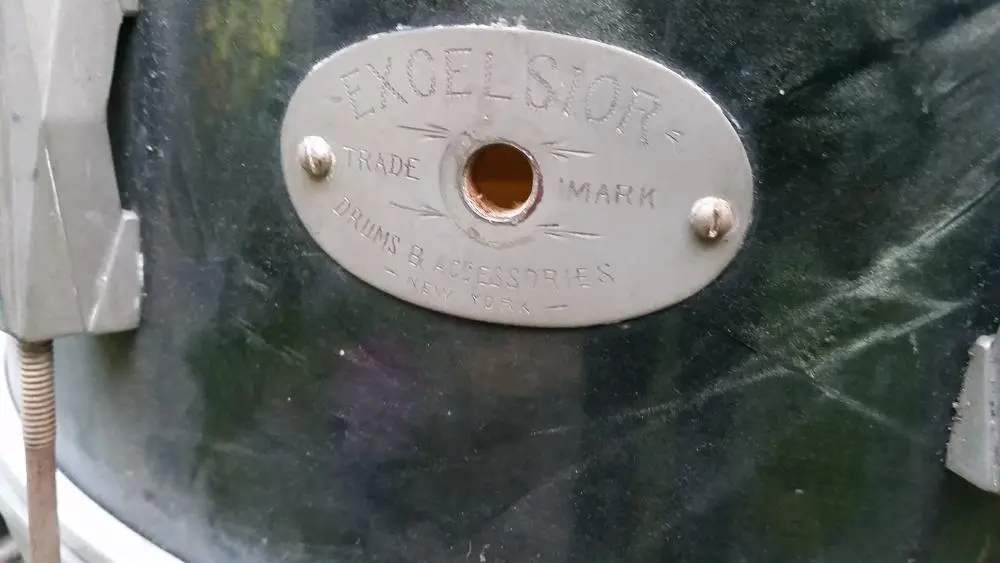 EXCELSIOR
TRADE MARK
DRUMS & ACCESSORIES
- NEW YORK -